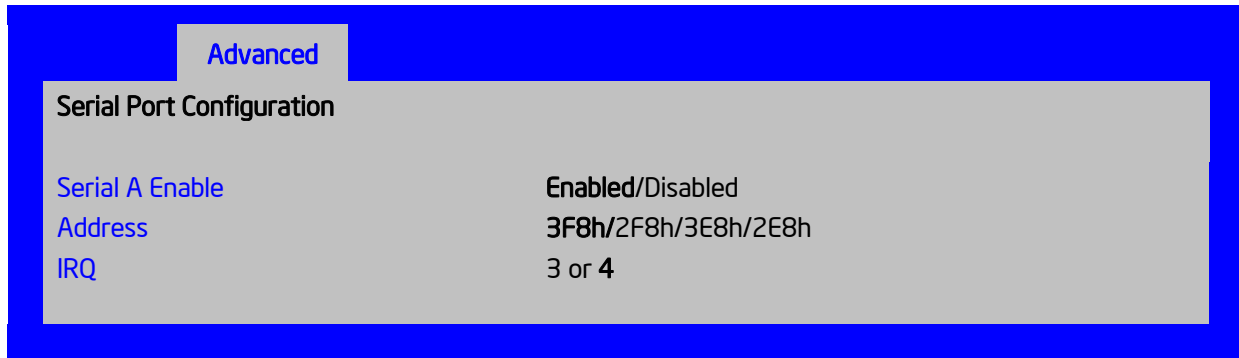 Advanced
Serial Port Configuration
Serial A Enable Enabled/Disabled
Address 3F8h/2F8h/3E8h/2E8h
IRQ 3 or 4